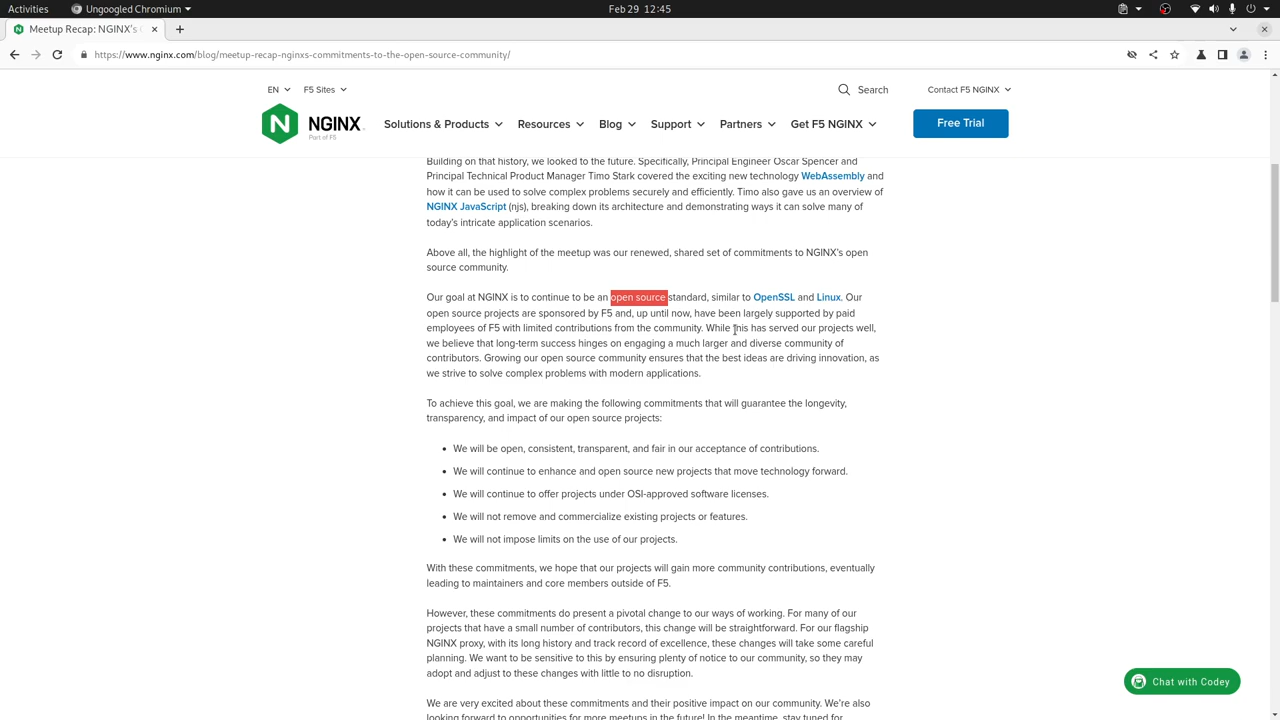 Activities
Ungoogled Chromium
Feb 29 12:45
Meetup Recap: NGINX's
https://www.nginx.com/blog/meetup-recap-nginxs-commitments-to-the-open-source-community/
EN
F5 Sites
Search
Contact F5 NGINX
N NGINX
Part of F5
Solutions & Products
Resources
Blog
Support
Partners
Get F5 NGINX
Free Trial
Building on that history, we looked to the future. Specifically, Principal Engineer Oscar Spencer and
Principal Technical Product Manager Timo Stark covered the exciting new technology WebAssembly and
how it can be used to solve complex problems securely and efficiently. Timo also gave us an overview of
NGINX JavaScript (njs), breaking down its architecture and demonstrating ways it can solve many of
today's intricate application scenarios.
Above all, the highlight of the meetup was our renewed, shared set of commitments to NGINX's open
source community.
Our goal at NGINX is to continue to be an open source standard, similar to OpenSSL and Linux. Our
open source projects are sponsored by F5 and, up until now, have been largely supported by paid
employees of F5 with limited contributions from the community. While this has served our projects well,
we believe that long-term success hinges on engaging a much larger and diverse community of
contributors. Growing our open source community ensures that the best ideas are driving innovation, as
we strive to solve complex problems with modern applications.
To achieve this goal, we are making the following commitments that will guarantee the longevity,
transparency, and impact of our open source projects:
• We will be open, consistent, transparent, and fair in our acceptance of contributions.
• We will continue to enhance and open source new projects that move technology forward.
• We will continue to offer projects under OSI-approved software licenses.
• We will not remove and commercialize existing projects or features.
• We will not impose limits on the use of our projects.
With these commitments, we hope that our projects will gain more community contributions, eventually
leading to maintainers and core members outside of F5.
However, these commitments do present a pivotal change to our ways of working. For many of our
projects that have a small number of contributors, this change will be straightforward. For our flagship
NGINX proxy, with its long history and track record of excellence, these changes will take some careful
planning. We want to be sensitive to this by ensuring plenty of notice to our community, so they may
adopt and adjust to these changes with little to no disruption.
We are very excited about these commitments and their positive impact on our community. We're also
looking forward to opportunities for more meetups in the future! In the meantime, stay tuned for
Chat with Codey